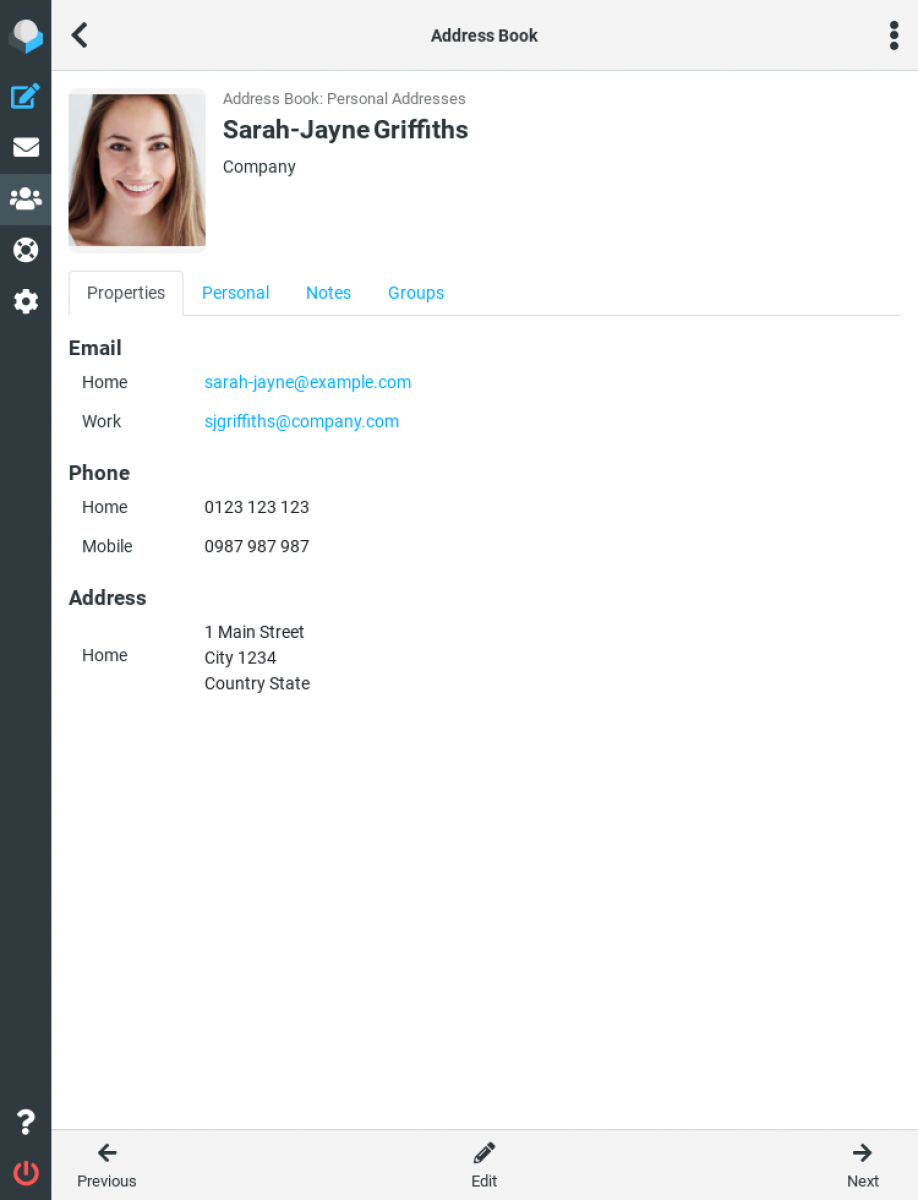 Address Book
Address Book: Personal Addresses
Sarah-Jayne Griffiths
Company
Properties Personal Notes Groups
Email
Home sarah-jayne@example.com
Work sjgriffiths@company.com
Phone
Home 0123 123 123
Mobile 0987 987 987
Address
Home
1 Main Street
City 1234
Country State
Previous Edit Next